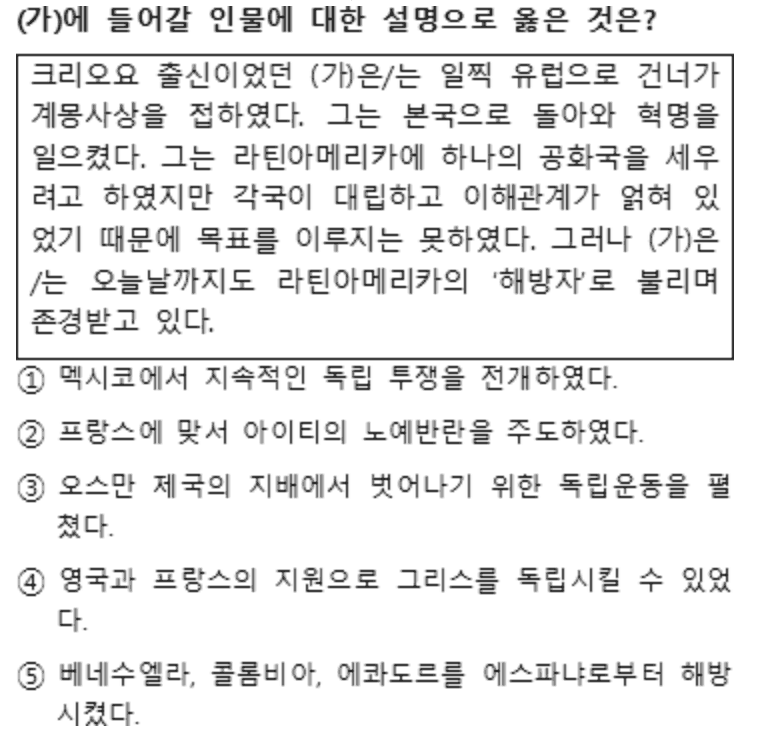 (가)에 들어갈 인물에 대한 설명으로 옳은 것은?
크리오요 출신이었던 (가)은/는 일찍 유럽으로 건너가
계몽사상을 접하였다. 그는 본국으로 돌아와 혁명을
일으켰다. 그는 라틴아메리카에 하나의 공화국을 세우
려고 하였지만 각국이 대립하고 이해관계가 얽혀 있
었기 때문에 목표를 이루지는 못하였다. 그러나 (가)은
/는 오늘날까지도 라틴아메리카의 '해방자'로 불리며
존경받고 있다.
① 멕시코에서 지속적인 독립 투쟁을 전개하였다.
② 프랑스에 맞서 아이티의 노예반란을 주도하였다.
③ 오스만 제국의 지배에서 벗어나기 위한 독립운동을 펼
쳤다.
④ 영국과 프랑스의 지원으로 그리스를 독립시킬 수 있었
다.
⑤ 베네수엘라, 콜롬비아, 에콰도르를 에스파냐로부터 해방
시켰다.